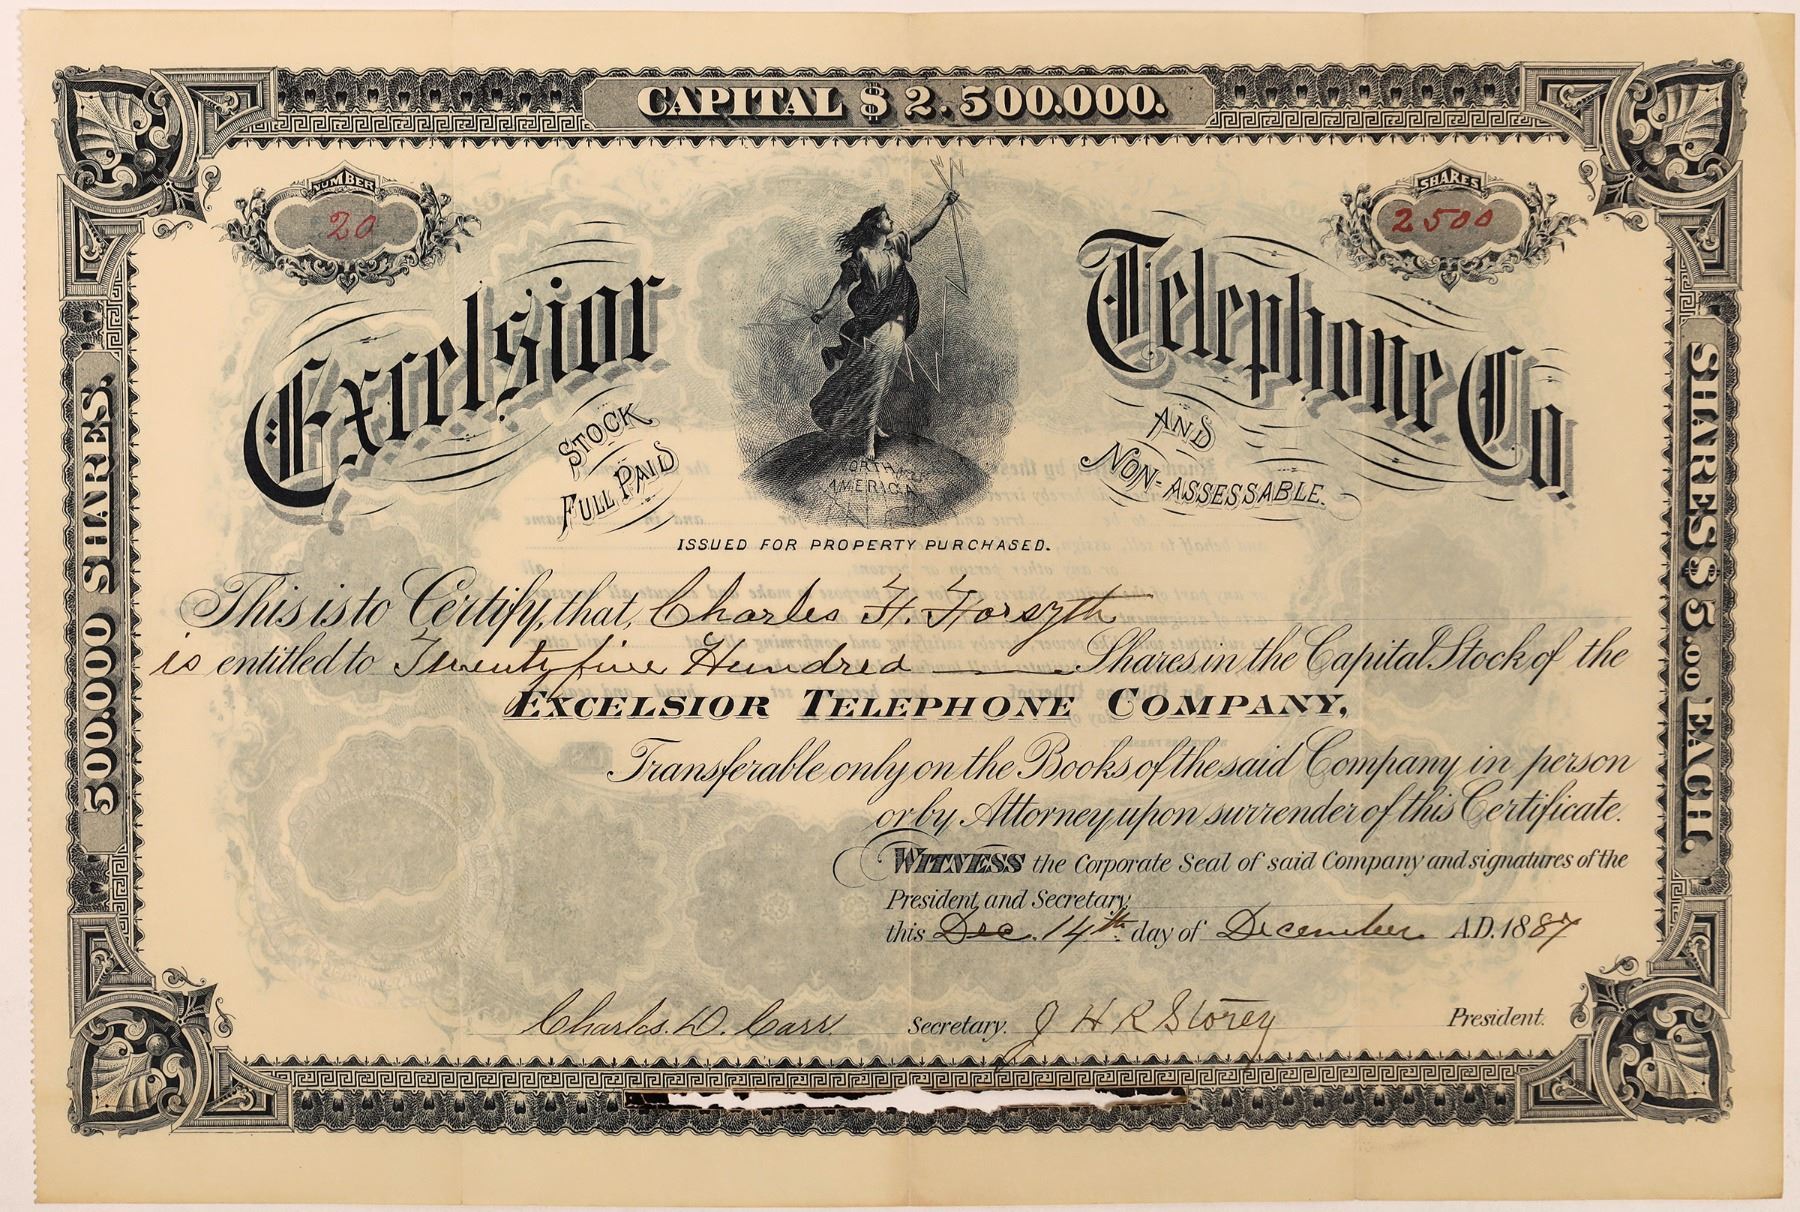 CAPITAL $2.500.000.
NUMBER
20
SHARES
2500
Excelsior Telephone Co.
STOCK
FULL PAID
AND
NON-ASSESSABLE.
NORTH
AMERICA
ISSUED FOR PROPERTY PURCHASED.
500.000 SHARES.
SHARES $5.00 EACH.
This is to Certify, that, Charles H. Forsyth
is entitled to Twenty five Hundred Shares in the Capital Stock of the
EXCELSIOR TELEPHONE COMPANY,
Transferable only on the Books of the said Company in person
or by Attorney upon surrender of this Certificate.
WITNESS the Corporate Seal of said Company and signatures of the
President and Secretary,
this Dec. 14th day of December A.D. 1887
Charles. D. Carr Secretary. J H R Storey President.